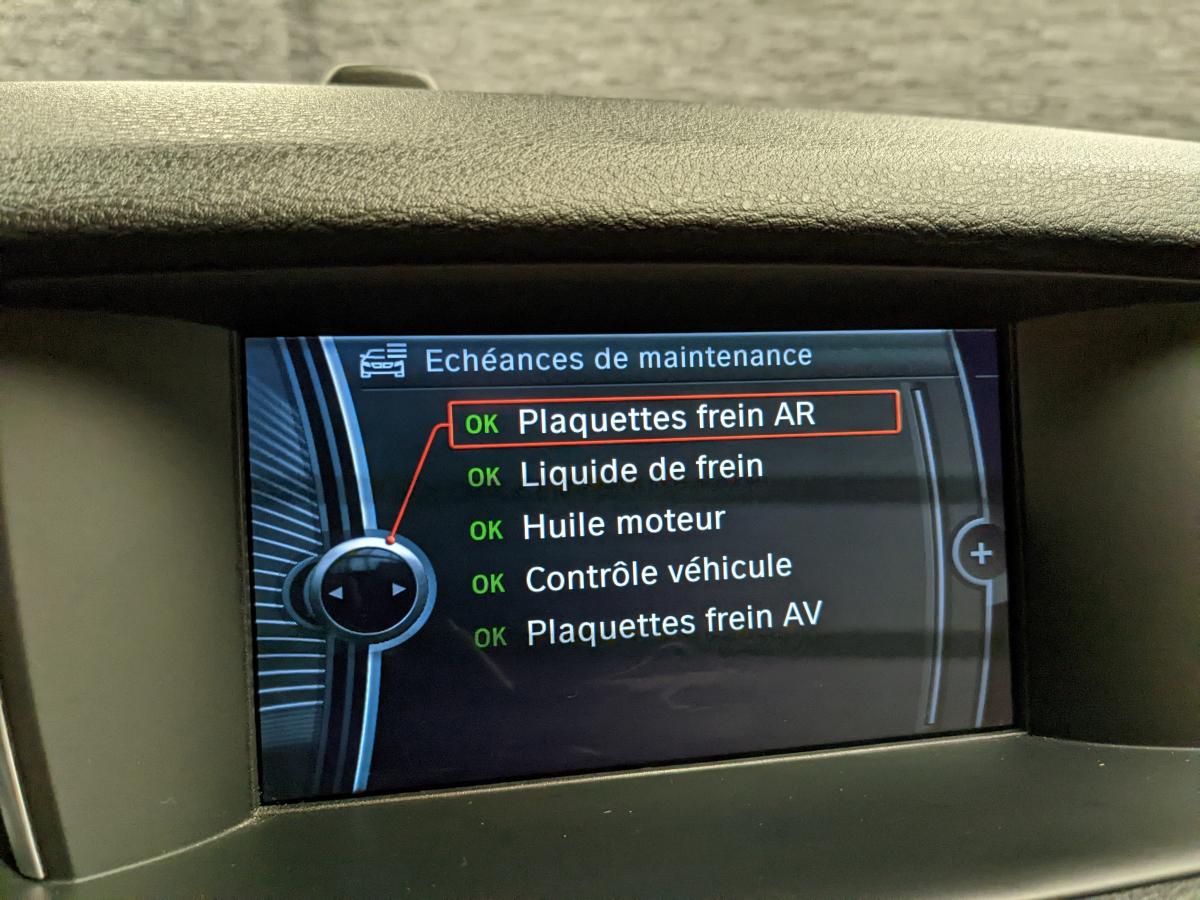 Echéances de maintenance
OK Plaquettes frein AR
OK Liquide de frein
OK Huile moteur
OK Contrôle véhicule
OK Plaquettes frein AV